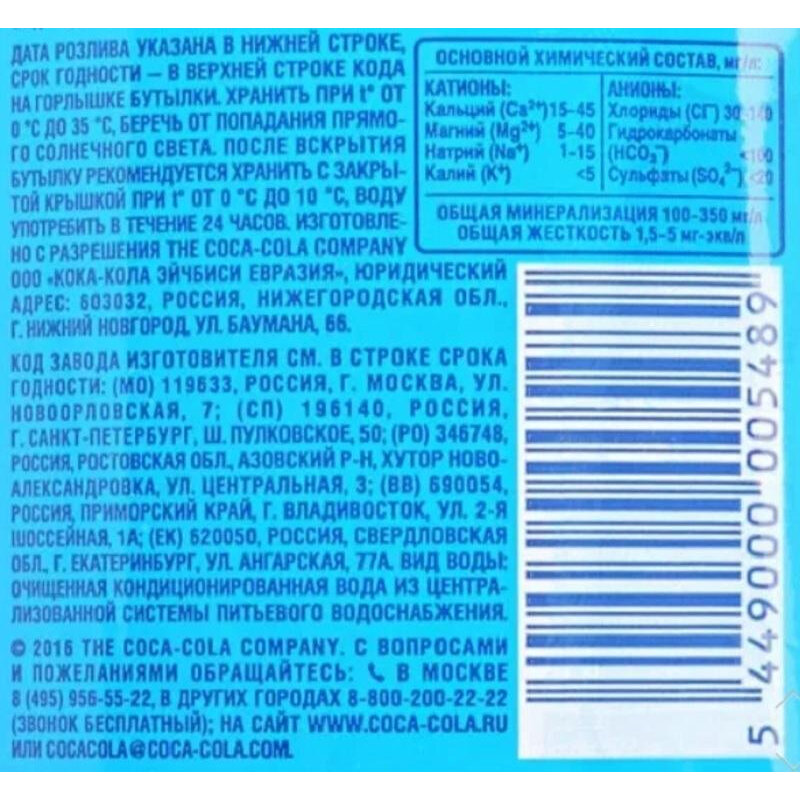 ДАТА РОЗЛИВА УКАЗАНА В НИЖНЕЙ СТРОКЕ,
СРОК ГОДНОСТИ – В ВЕРХНЕЙ СТРОКЕ КОДА
НА ГОРЛЫШКЕ БУТЫЛКИ. ХРАНИТЬ ПРИ t° ОТ
0 °C ДО 35 °C, БЕРЕЧЬ ОТ ПОПАДАНИЯ ПРЯМО-
ГО СОЛНЕЧНОГО СВЕТА. ПОСЛЕ ВСКРЫТИЯ
БУТЫЛКУ РЕКОМЕНДУЕТСЯ ХРАНИТЬ С ЗАКРЫ-
ТОЙ КРЫШКОЙ ПРИ t° ОТ 0 °C ДО 10 °C, ВОДУ
УПОТРЕБИТЬ В ТЕЧЕНИЕ 24 ЧАСОВ. ИЗГОТОВЛЕ-
НО С РАЗРЕШЕНИЯ THE COCA-COLA COMPANY
ООО «КОКА-КОЛА ЭЙЧБИСИ ЕВРАЗИЯ», ЮРИДИЧЕСКИЙ
АДРЕС: 603032, РОССИЯ, НИЖЕГОРОДСКАЯ ОБЛ.,
Г. НИЖНИЙ НОВГОРОД, УЛ. БАУМАНА, 66.
КОД ЗАВОДА ИЗГОТОВИТЕЛЯ СМ. В СТРОКЕ СРОКА
ГОДНОСТИ: (МО) 119633, РОССИЯ, Г. МОСКВА, УЛ.
НОВООРЛОВСКАЯ, 7; (СП) 196140, РОССИЯ,
Г. САНКТ-ПЕТЕРБУРГ, Ш. ПУЛКОВСКОЕ, 50; (РО) 346748,
РОССИЯ, РОСТОВСКАЯ ОБЛ., АЗОВСКИЙ Р-Н, ХУТОР НОВО-
АЛЕКСАНДРОВКА, УЛ. ЦЕНТРАЛЬНАЯ, 3; (ВВ) 690054,
РОССИЯ, ПРИМОРСКИЙ КРАЙ, Г. ВЛАДИВОСТОК, УЛ. 2-Я
ШОССЕЙНАЯ, 1А; (ЕК) 620050, РОССИЯ, СВЕРДЛОВСКАЯ
ОБЛ., Г. ЕКАТЕРИНБУРГ, УЛ. АНГАРСКАЯ, 77А. ВИД ВОДЫ:
ОЧИЩЕННАЯ КОНДИЦИОНИРОВАННАЯ ВОДА ИЗ ЦЕНТРА-
ЛИЗОВАННОЙ СИСТЕМЫ ПИТЬЕВОГО ВОДОСНАБЖЕНИЯ.
© 2016 THE COCA-COLA COMPANY. С ВОПРОСАМИ
И ПОЖЕЛАНИЯМИ ОБРАЩАЙТЕСЬ: В МОСКВЕ
8 (495) 956-55-22, В ДРУГИХ ГОРОДАХ 8-800-200-22-22
(ЗВОНОК БЕСПЛАТНЫЙ); НА САЙТ WWW.COCA-COLA.RU
ИЛИ COCACOLA@COCA-COLA.COM.
ОСНОВНОЙ ХИМИЧЕСКИЙ СОСТАВ, мг/л:
КАТИОНЫ:
Кальций (Ca²⁺) 15-45
Магний (Mg²⁺) 5-40
Натрий (Na⁺) 1-15
Калий (K⁺) <5
АНИОНЫ:
Хлориды (Cl⁻) 30-140
Гидрокарбонаты
(HCO₃⁻) <100
Сульфаты (SO₄²⁻) <20
ОБЩАЯ МИНЕРАЛИЗАЦИЯ 100-350 мг/л
ОБЩАЯ ЖЕСТКОСТЬ 1,5-5 мг-экв/л
5 449000 005489